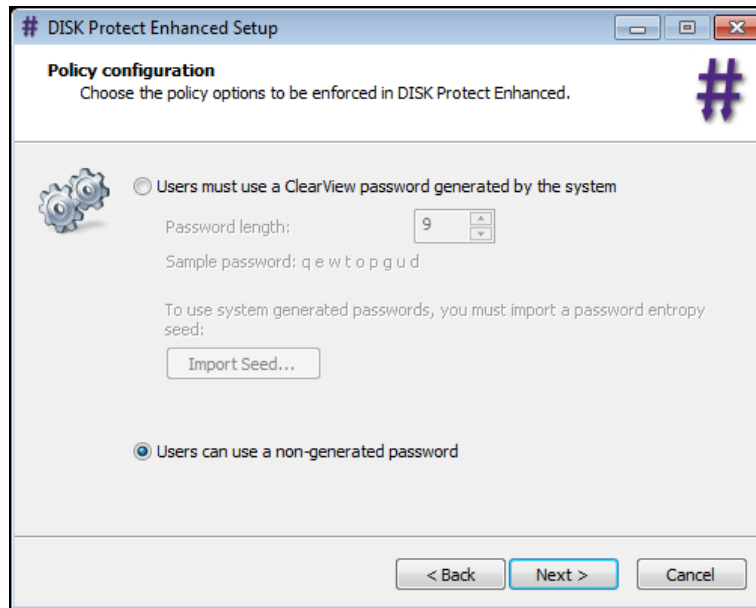 # DISK Protect Enhanced Setup
Policy configuration
Choose the policy options to be enforced in DISK Protect Enhanced.
#
Users must use a ClearView password generated by the system
Password length:
9
Sample password: q e w t o p g u d
To use system generated passwords, you must import a password entropy
seed:
Import Seed...
Users can use a non-generated password
< Back
Next >
Cancel